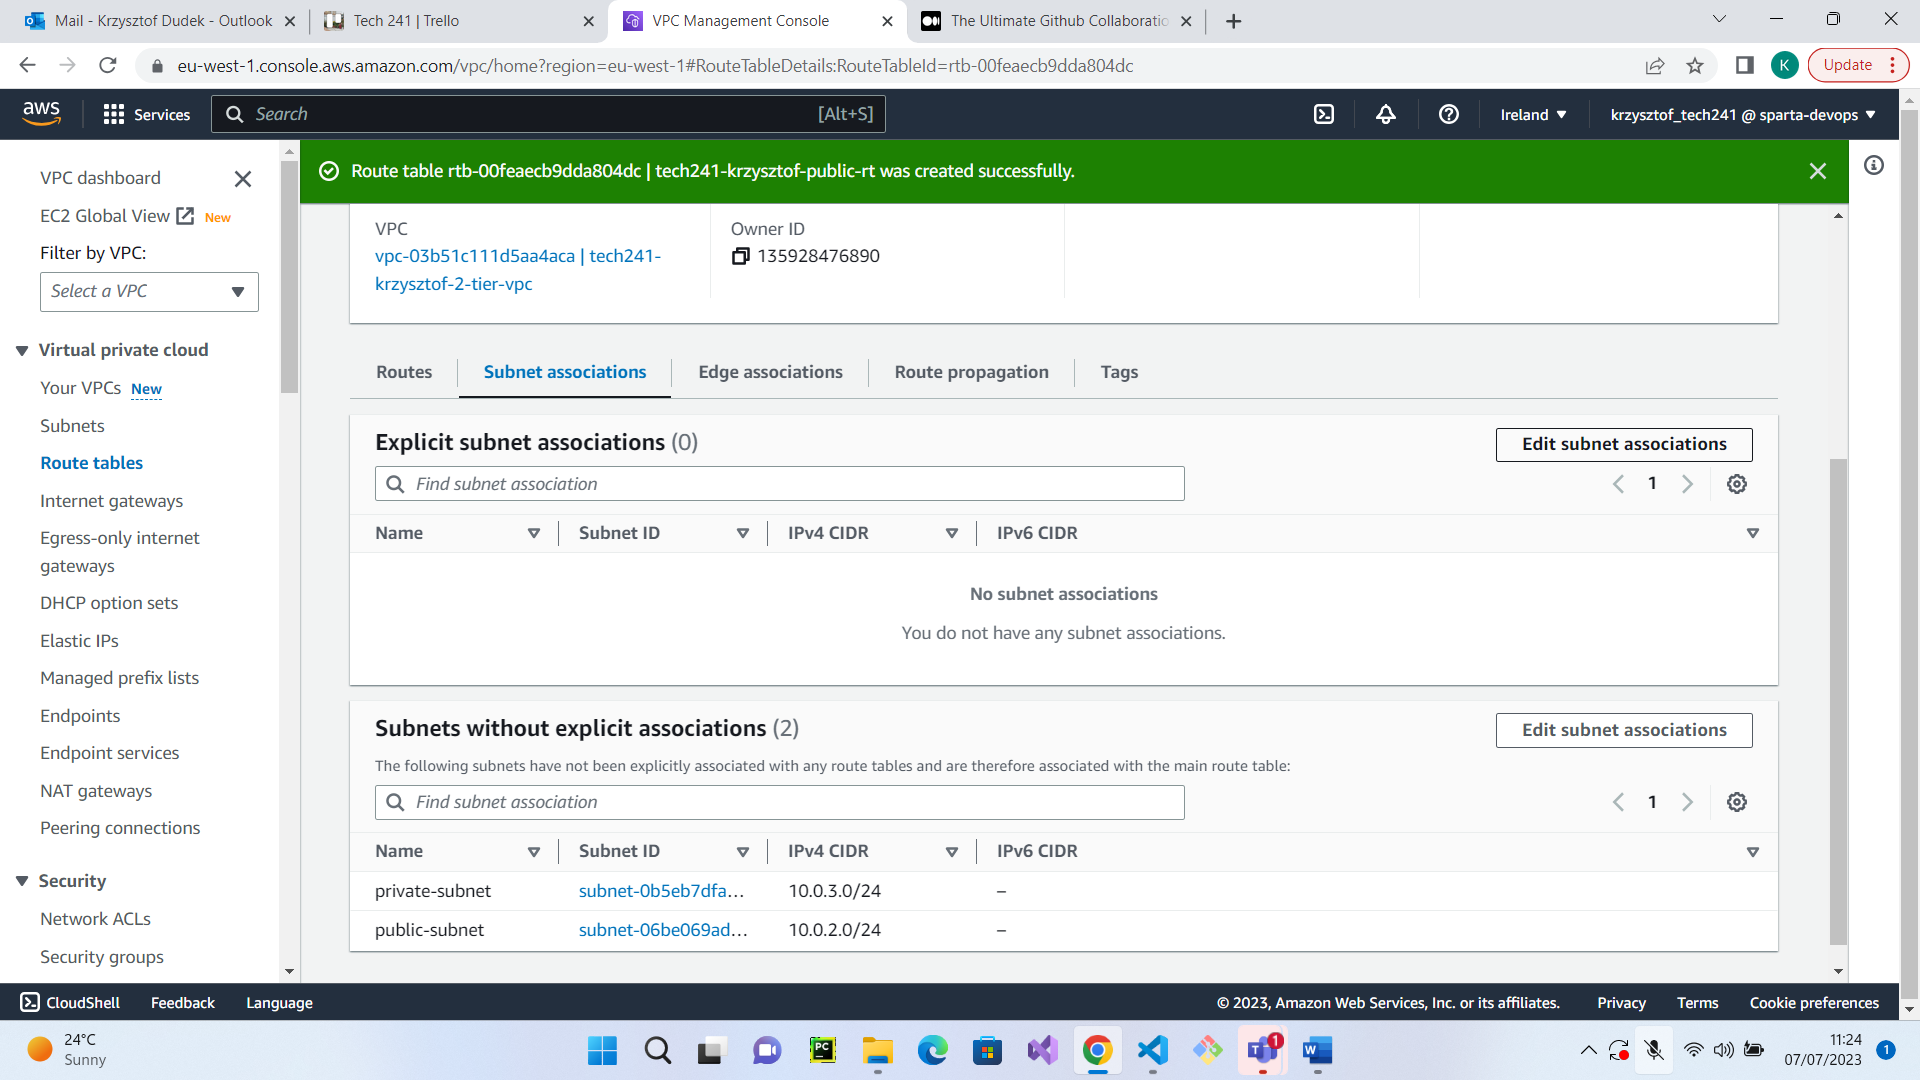 Mail - Krzysztof Dudek - Outlook
Tech 241 | Trello
VPC Management Console
The Ultimate Github Collaboratio
eu-west-1.console.aws.amazon.com/vpc/home?region=eu-west-1#RouteTableDetails:RouteTableId=rtb-00feaecb9dda804dc
K
Update
aws
Services
Search
[Alt+S]
Ireland
krzysztof_tech241 @ sparta-devops
VPC dashboard
EC2 Global View New
Filter by VPC:
Select a VPC
Virtual private cloud
Your VPCs New
Subnets
Route tables
Internet gateways
Egress-only internet
gateways
DHCP option sets
Elastic IPs
Managed prefix lists
Endpoints
Endpoint services
NAT gateways
Peering connections
Security
Network ACLs
Security groups
Route table rtb-00feaecb9dda804dc | tech241-krzysztof-public-rt was created successfully.
VPC
vpc-03b51c111d5aa4aca | tech241-
krzysztof-2-tier-vpc
Owner ID
135928476890
Routes
Subnet associations
Edge associations
Route propagation
Tags
Explicit subnet associations (0)
Edit subnet associations
Find subnet association
1
Name
Subnet ID
IPv4 CIDR
IPv6 CIDR
No subnet associations
You do not have any subnet associations.
Subnets without explicit associations (2)
Edit subnet associations
The following subnets have not been explicitly associated with any route tables and are therefore associated with the main route table:
Find subnet association
1
Name
Subnet ID
IPv4 CIDR
IPv6 CIDR
private-subnet
subnet-0b5eb7dfa...
10.0.3.0/24
–
public-subnet
subnet-06be069ad...
10.0.2.0/24
–
CloudShell
Feedback
Language
© 2023, Amazon Web Services, Inc. or its affiliates.
Privacy
Terms
Cookie preferences
24°C
Sunny
PC
T
1
W
11:24
07/07/2023
1